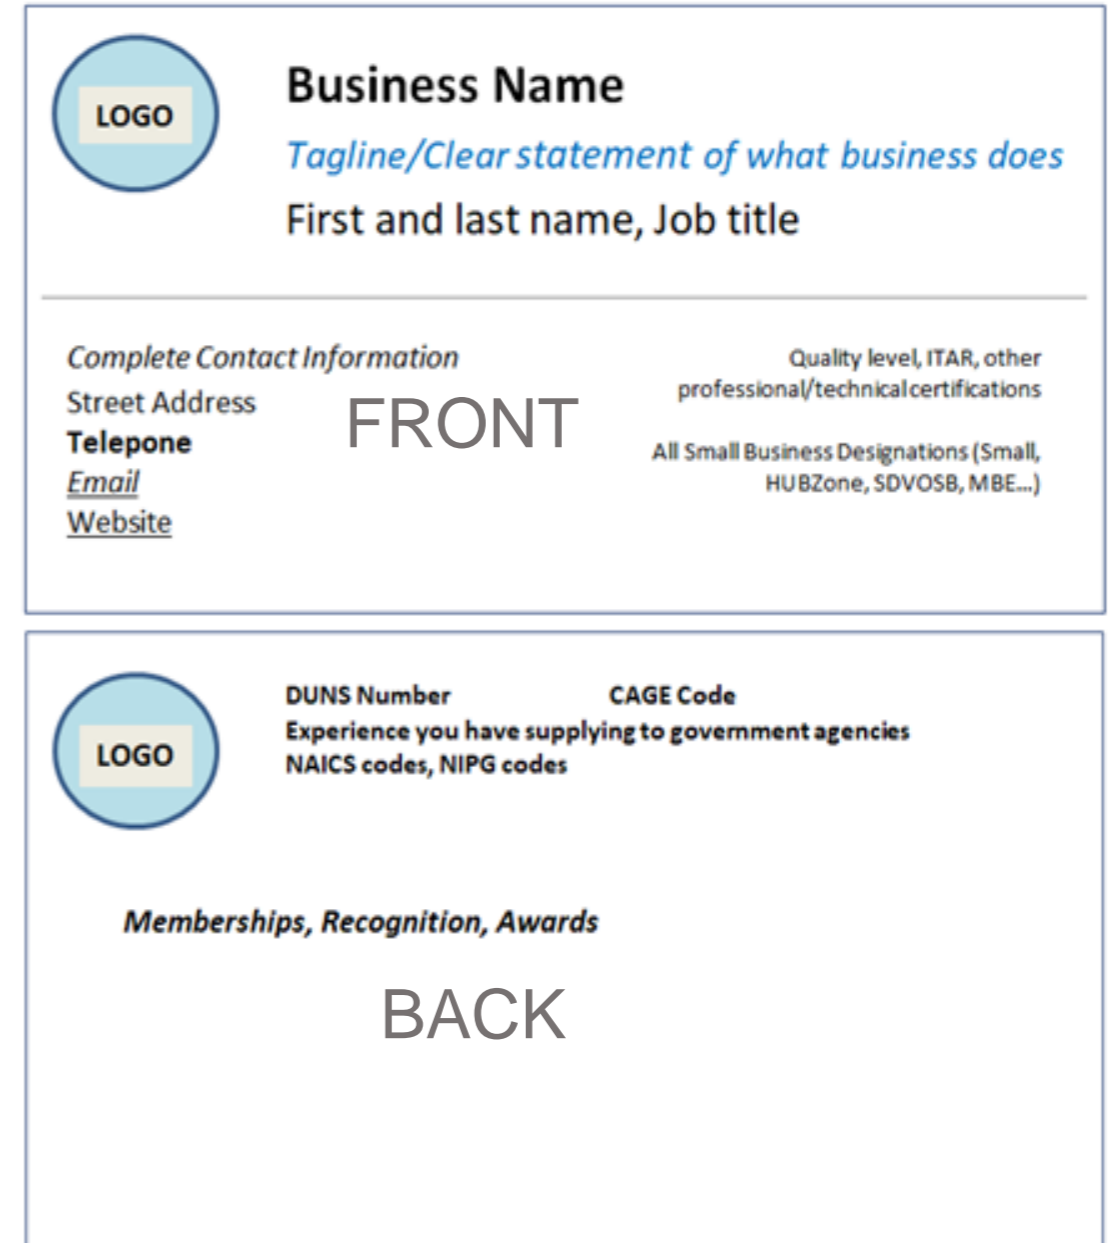 LOGO
Business Name
Tagline/Clear statement of what business does
First and last name, Job title
Complete Contact Information
Street Address
Telepone
Email
Website
FRONT
Quality level, ITAR, other
professional/technical certifications
All Small Business Designations (Small,
HUBZone, SDVOSB, MBE...)
LOGO
DUNS Number CAGE Code
Experience you have supplying to government agencies
NAICS codes, NIPG codes
Memberships, Recognition, Awards
BACK